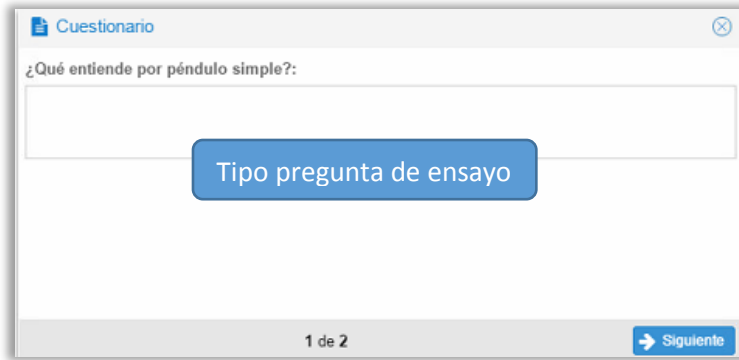 Cuestionario
¿Qué entiende por péndulo simple?:
Tipo pregunta de ensayo
1 de 2
Siguiente